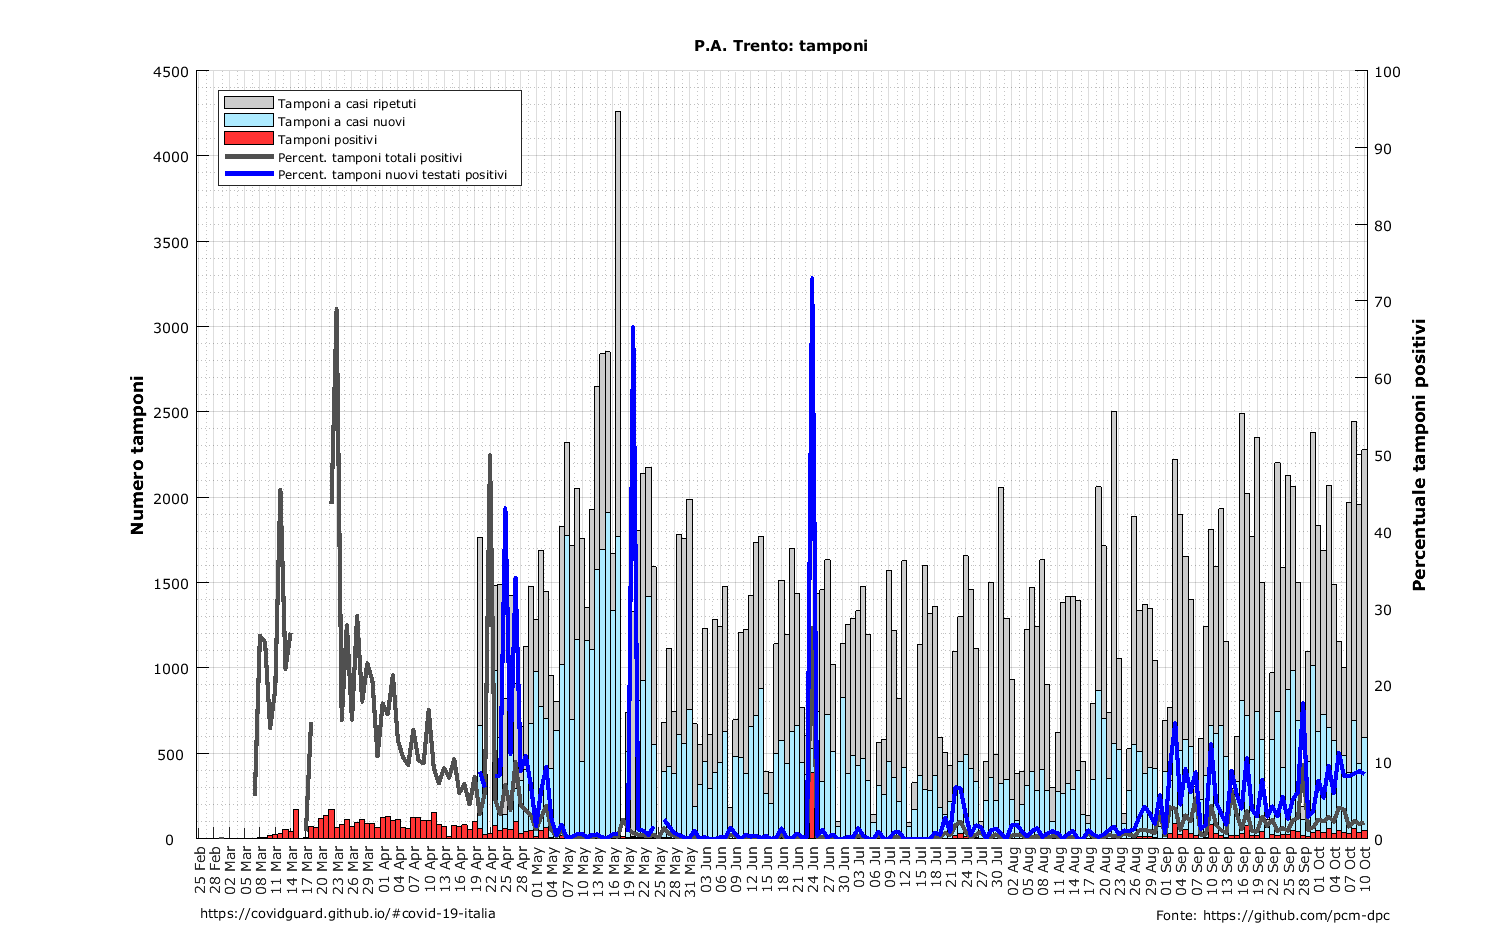 P.A. Trento: tamponi
Tamponi a casi ripetuti
Tamponi a casi nuovi
Tamponi positivi
Percent. tamponi totali positivi
Percent. tamponi nuovi testati positivi
Numero tamponi
4500
4000
3500
3000
2500
2000
1500
1000
500
0
Percentuale tamponi positivi
100
90
80
70
60
50
40
30
20
10
0
25 Feb
28 Feb
02 Mar
05 Mar
08 Mar
11 Mar
14 Mar
17 Mar
20 Mar
23 Mar
26 Mar
29 Mar
01 Apr
04 Apr
07 Apr
10 Apr
13 Apr
16 Apr
19 Apr
22 Apr
25 Apr
28 Apr
01 May
04 May
07 May
10 May
13 May
16 May
19 May
22 May
25 May
28 May
31 May
03 Jun
06 Jun
09 Jun
12 Jun
15 Jun
18 Jun
21 Jun
24 Jun
27 Jun
30 Jun
03 Jul
06 Jul
09 Jul
12 Jul
15 Jul
18 Jul
21 Jul
24 Jul
27 Jul
30 Jul
02 Aug
05 Aug
08 Aug
11 Aug
14 Aug
17 Aug
20 Aug
23 Aug
26 Aug
29 Aug
01 Sep
04 Sep
07 Sep
10 Sep
13 Sep
16 Sep
19 Sep
22 Sep
25 Sep
28 Sep
01 Oct
04 Oct
07 Oct
10 Oct
https://covidguard.github.io/#covid-19-italia
Fonte: https://github.com/pcm-dpc